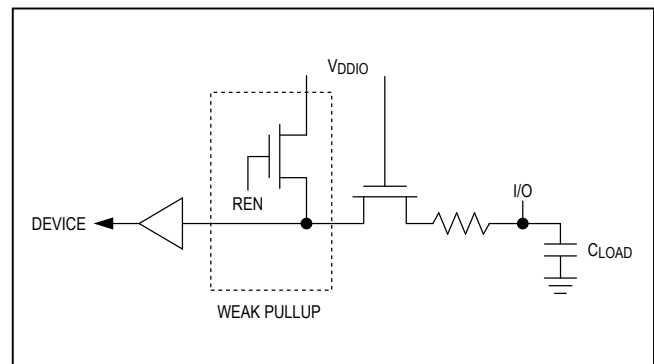 VDDIO
REN
I/O
DEVICE
CLOAD
WEAK PULLUP